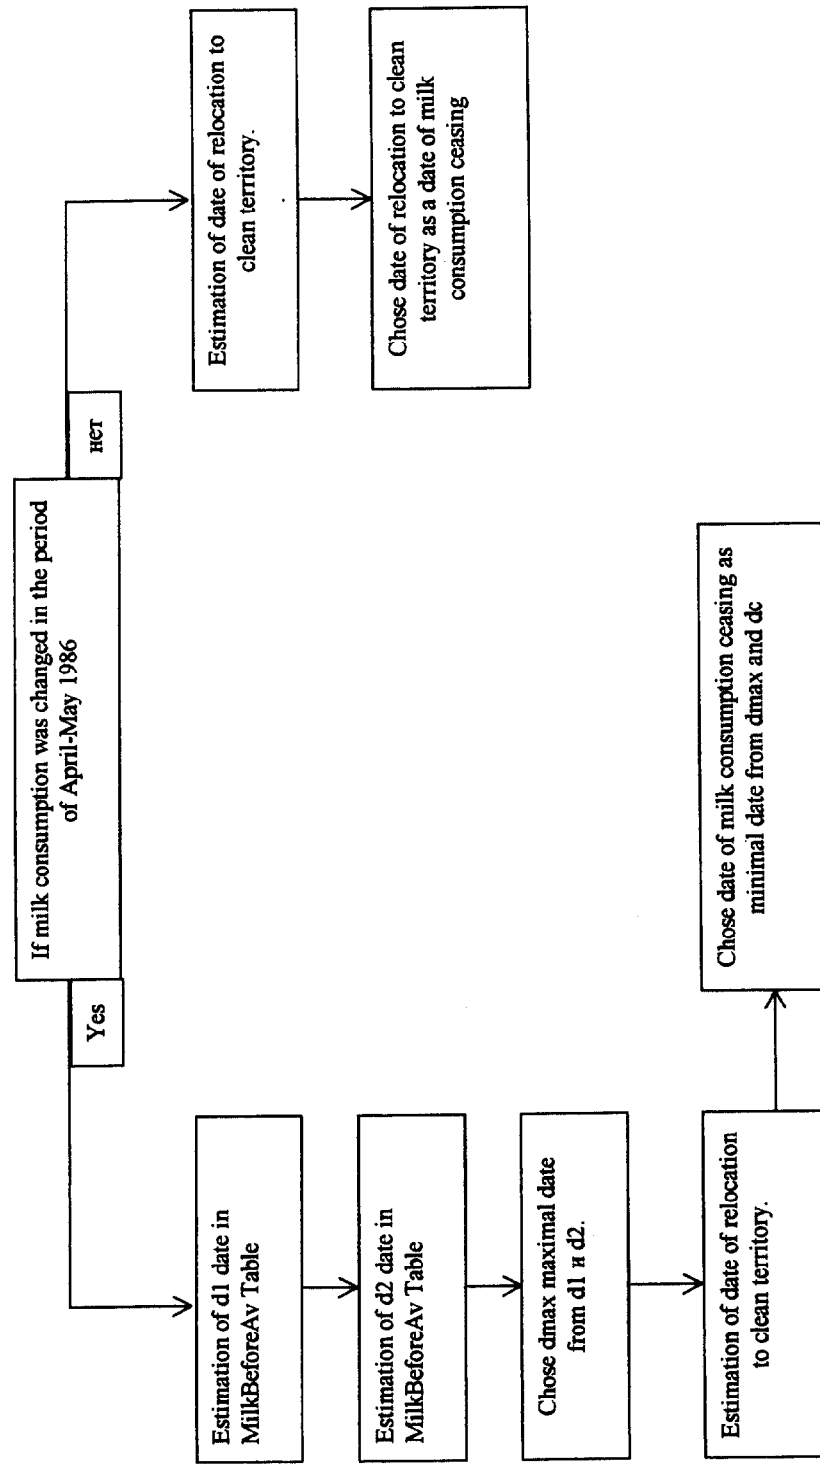 If milk consumption was changed in the period
of April-May 1986
Yes
нет
Estimation of d1 date in
MilkBeforeAv Table
Estimation of d2 date in
MilkBeforeAv Table
Chose dmax maximal date
from d1 и d2.
Estimation of date of relocation
to clean territory.
Chose date of milk consumption ceasing as
minimal date from dmax and dc
Estimation of date of relocation to
clean territory.
Chose date of relocation to clean
territory as a date of milk
consumption ceasing